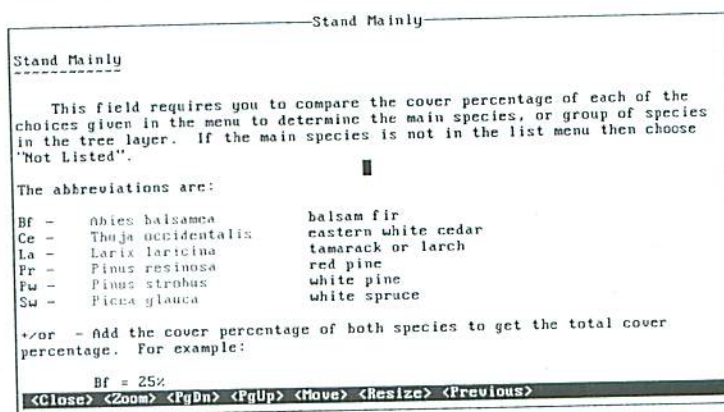 Stand Mainly
Stand Mainly
This field requires you to compare the cover percentage of each of the
choices given in the menu to determine the main species, or group of species
in the tree layer. If the main species is not in the list menu then choose
"Not Listed".
The abbreviations are:
Bf - Abies balsamea balsam fir
Ce - Thuja occidentalis eastern white cedar
La - Larix laricina tamarack or larch
Pr - Pinus resinosa red pine
Pw - Pinus strobus white pine
Sw - Picea glauca white spruce
+/or - Add the cover percentage of both species to get the total cover
percentage. For example:
Bf = 25%
<Close> <Zoom> <PgDn> <PgUp> <Move> <Resize> <Previous>